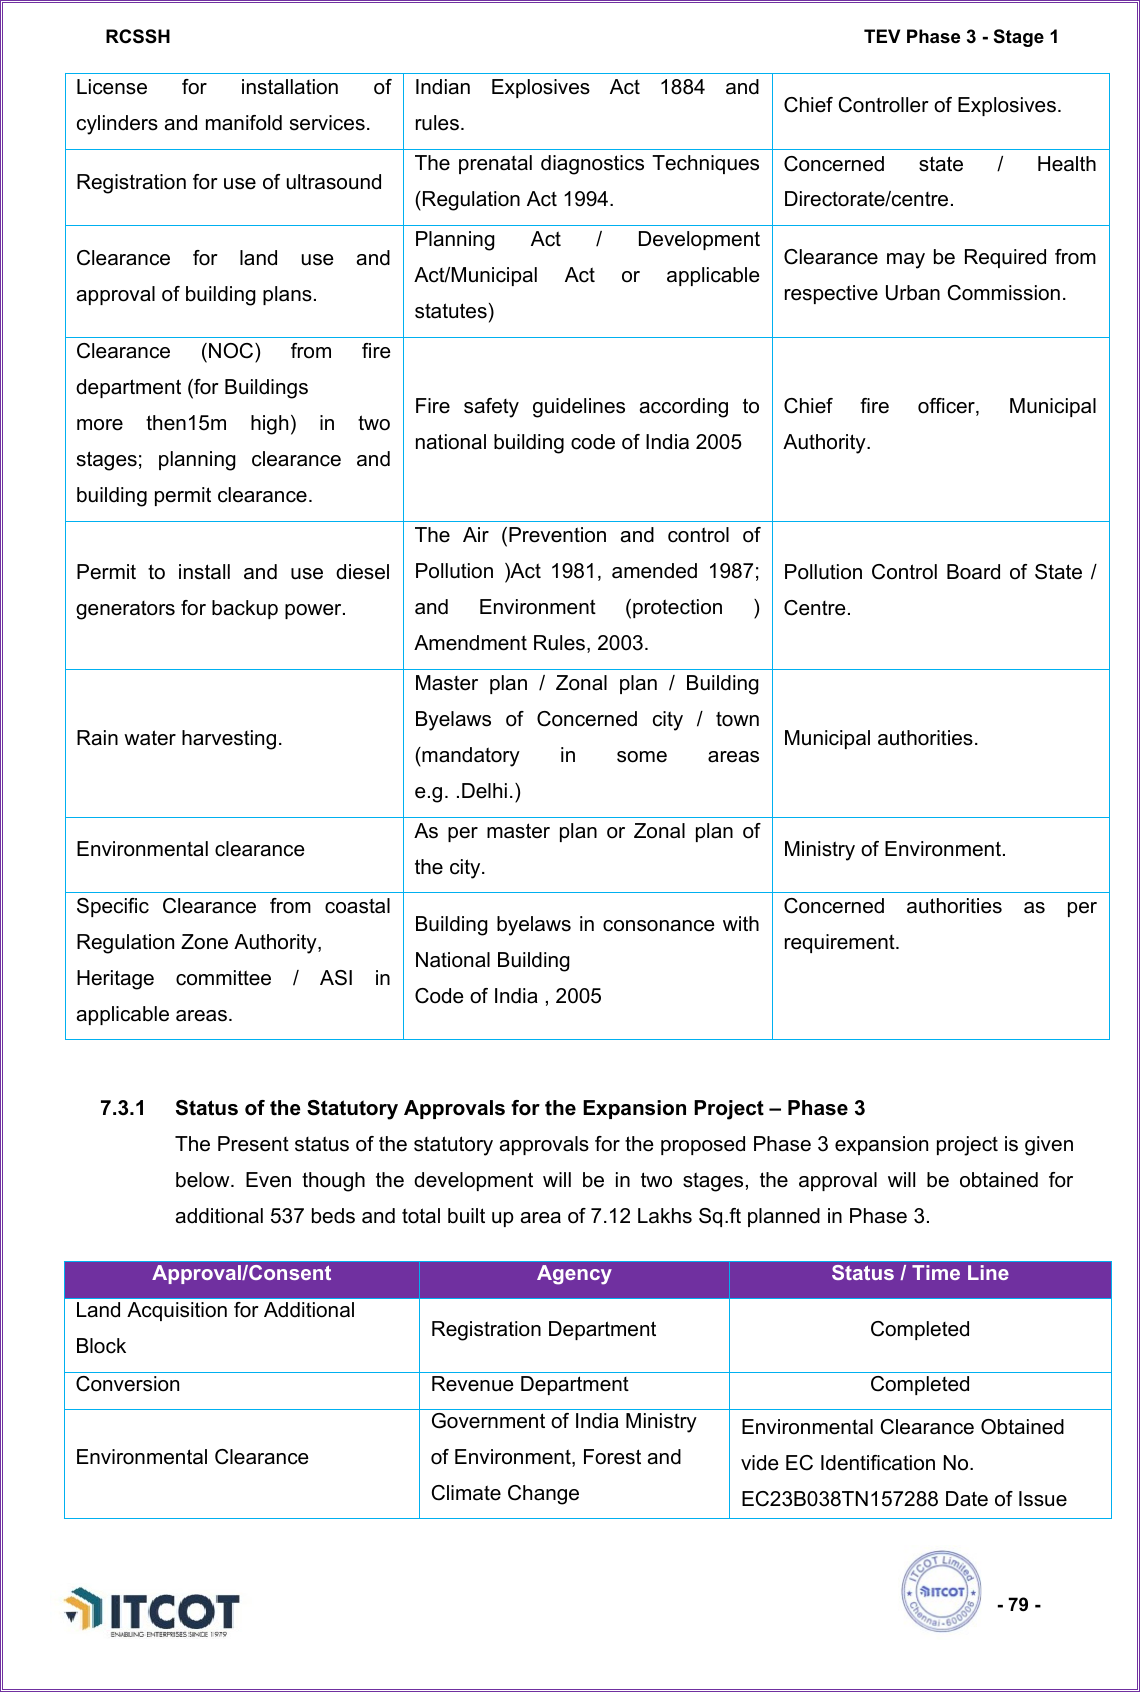 RCSSH TEV Phase 3 - Stage 1
License for installation of
cylinders and manifold services.
Indian Explosives Act 1884 and
rules.
Chief Controller of Explosives.
Registration for use of ultrasound
The prenatal diagnostics Techniques
(Regulation Act 1994.
Concerned state / Health
Directorate/centre.
Clearance for land use and
approval of building plans.
Planning Act / Development
Act/Municipal Act or applicable
statutes)
Clearance may be Required from
respective Urban Commission.
Clearance (NOC) from fire
department (for Buildings
more then15m high) in two
stages; planning clearance and
building permit clearance.
Fire safety guidelines according to
national building code of India 2005
Chief fire officer, Municipal
Authority.
Permit to install and use diesel
generators for backup power.
The Air (Prevention and control of
Pollution )Act 1981, amended 1987;
and Environment (protection )
Amendment Rules, 2003.
Pollution Control Board of State /
Centre.
Rain water harvesting.
Master plan / Zonal plan / Building
Byelaws of Concerned city / town
(mandatory in some areas
e.g. .Delhi.)
Municipal authorities.
Environmental clearance
As per master plan or Zonal plan of
the city.
Ministry of Environment.
Specific Clearance from coastal
Regulation Zone Authority,
Heritage committee / ASI in
applicable areas.
Building byelaws in consonance with
National Building
Code of India , 2005
Concerned authorities as per
requirement.
7.3.1 Status of the Statutory Approvals for the Expansion Project – Phase 3
The Present status of the statutory approvals for the proposed Phase 3 expansion project is given
below. Even though the development will be in two stages, the approval will be obtained for
additional 537 beds and total built up area of 7.12 Lakhs Sq.ft planned in Phase 3.
Approval/Consent Agency Status / Time Line
Land Acquisition for Additional
Block
Registration Department
Completed
Conversion Revenue Department Completed
Environmental Clearance
Government of India Ministry
of Environment, Forest and
Climate Change
Environmental Clearance Obtained
vide EC Identification No.
EC23B038TN157288 Date of Issue
ITCOT
ENABLING ENTERPRISES SINCE 1979
ITCOT Limited
ITCOT
Chennai-600006
- 79 -